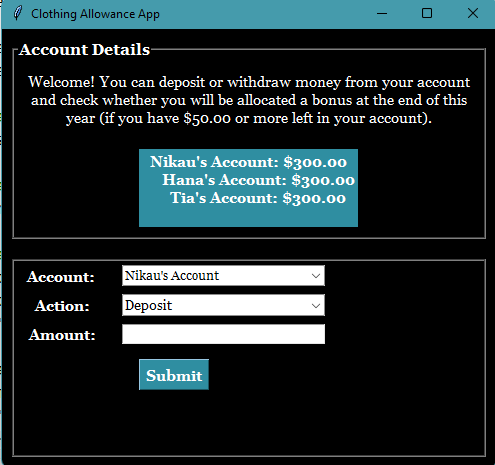 Clothing Allowance App
Account Details
Welcome! You can deposit or withdraw money from your account
and check whether you will be allocated a bonus at the end of this
year (if you have $50.00 or more left in your account).
Nikau's Account: $300.00
Hana's Account: $300.00
Tia's Account: $300.00
Account: Nikau's Account
Action: Deposit
Amount:
Submit